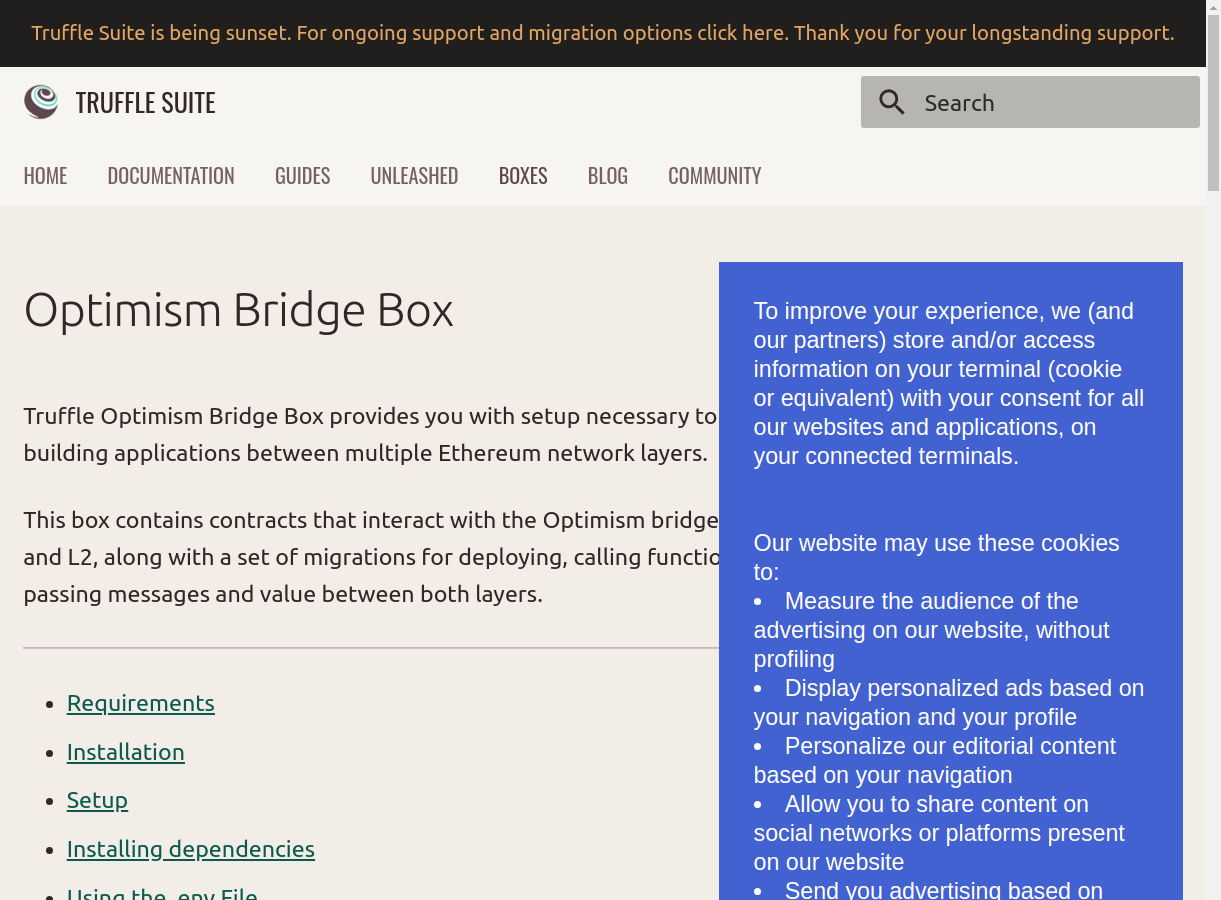 Truffle Suite is being sunset. For ongoing support and migration options click here. Thank you for your longstanding support.
TRUFFLE SUITE
Search
HOME DOCUMENTATION GUIDES UNLEASHED BOXES BLOG COMMUNITY
Optimism Bridge Box
Truffle Optimism Bridge Box provides you with setup necessary to
building applications between multiple Ethereum network layers.
This box contains contracts that interact with the Optimism bridge
and L2, along with a set of migrations for deploying, calling functio
passing messages and value between both layers.
• Requirements
• Installation
• Setup
• Installing dependencies
• Using the .env File
To improve your experience, we (and
our partners) store and/or access
information on your terminal (cookie
or equivalent) with your consent for all
our websites and applications, on
your connected terminals.
Our website may use these cookies
to:
• Measure the audience of the
advertising on our website, without
profiling
• Display personalized ads based on
your navigation and your profile
• Personalize our editorial content
based on your navigation
• Allow you to share content on
social networks or platforms present
on our website
• Send you advertising based on